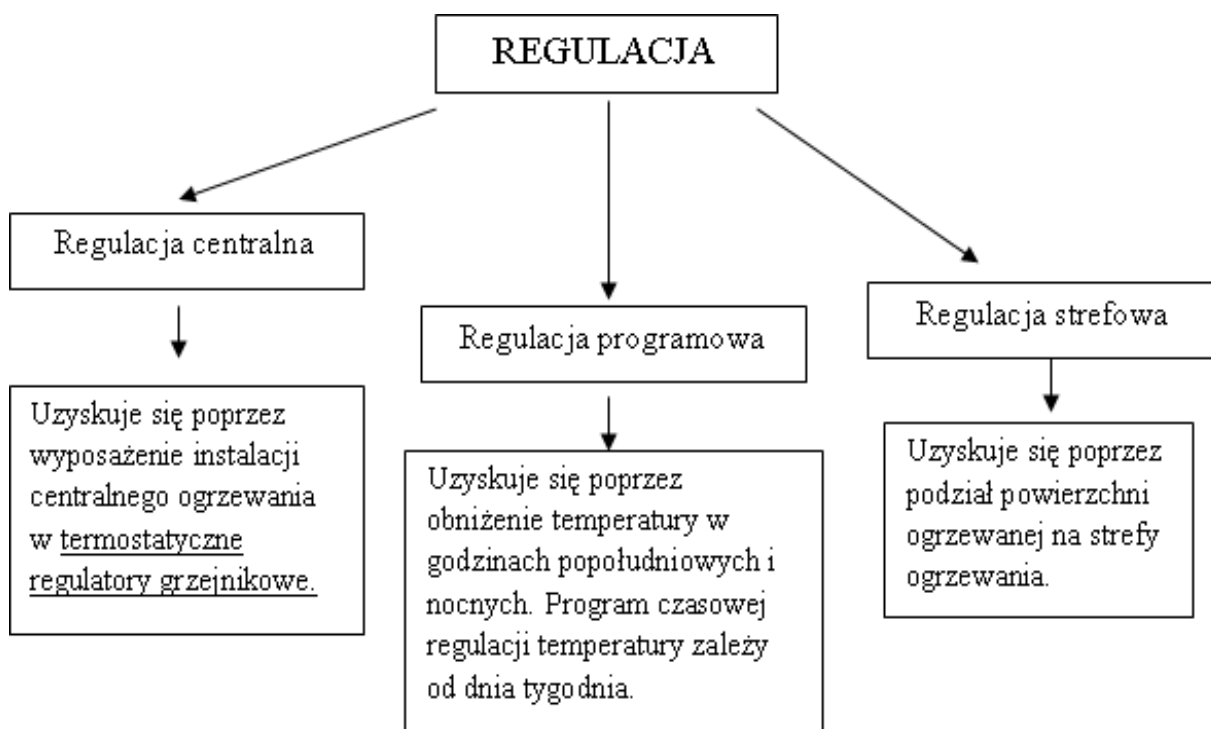 REGULACJA
Regulacja centralna
Uzyskuje się poprzez
wyposażenie instalacji
centralnego ogrzewania
w termostatyczne
regulatory grzejnikowe.
Regulacja programowa
Uzyskuje się poprzez
obniżenie temperatury w
godzinach popołudniowych i
nocnych. Program czasowej
regulacji temperatury zależy
od dnia tygodnia.
Regulacja strefowa
Uzyskuje się poprzez
podział powierzchni
ogrzewanej na strefy
ogrzewania.